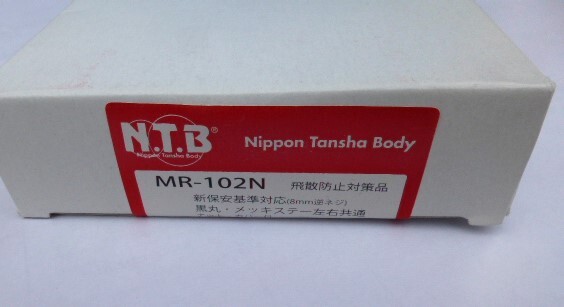 N.T.B®
Nippon Tansha Body
Nippon Tansha Body
MR-102N 飛散防止対策品
新保安基準対応(8mm逆ネジ)
黒丸・メッキステー左右共通